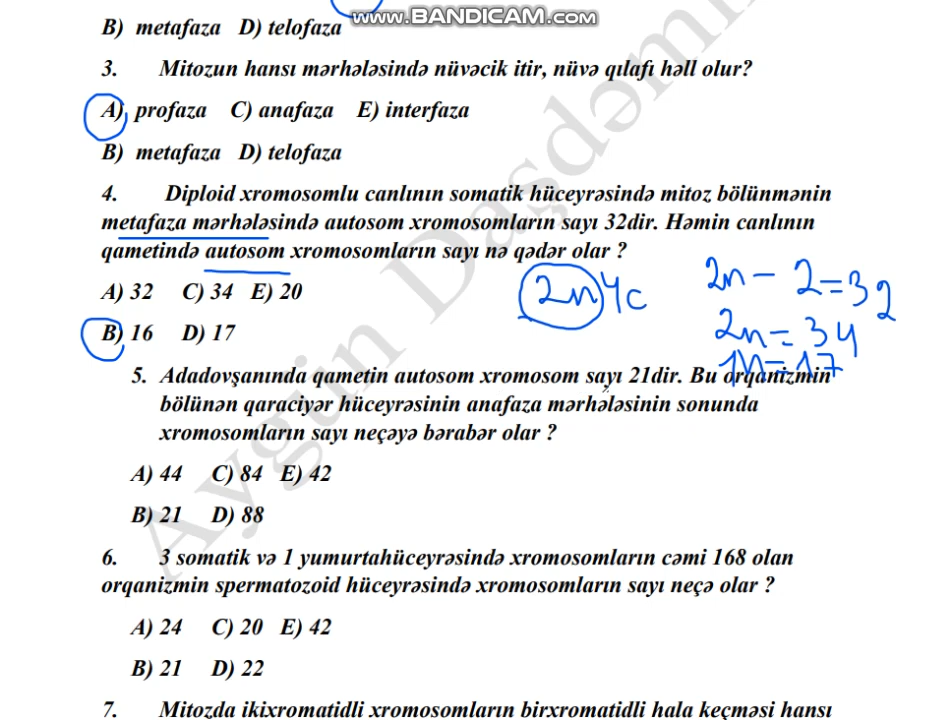 www.BANDICAM.com
B) metafaza D) telofaza
3. Mitozun hansı mərhələsində nüvəcik itir, nüvə qılafı həll olur?
A) profaza C) anafaza E) interfaza
B) metafaza D) telofaza
4. Diploid xromosomlu canlının somatik hüceyrəsində mitoz bölünmənin
metafaza mərhələsində autosom xromosomların sayı 32dir. Həmin canlının
qametində autosom xromosomların sayı nə qədər olar ?
2n - 2 = 32
2n 4c
A) 32 C) 34 E) 20
2n = 34
B) 16 D) 17
1n = 17
5. Adadovşanında qametin autosom xromosom sayı 21dir. Bu orqanizmin
bölünən qaraciyər hüceyrəsinin anafaza mərhələsinin sonunda
xromosomların sayı neçəyə bərabər olar ?
A) 44 C) 84 E) 42
B) 21 D) 88
6. 3 somatik və 1 yumurtahüceyrəsində xromosomların cəmi 168 olan
orqanizmin spermatozoid hüceyrəsində xromosomların sayı neçə olar ?
A) 24 C) 20 E) 42
B) 21 D) 22
7. Mitozda ikixromatidli xromosomların birxromatidli hala keçməsi hansı
Aygün Daşdəmi